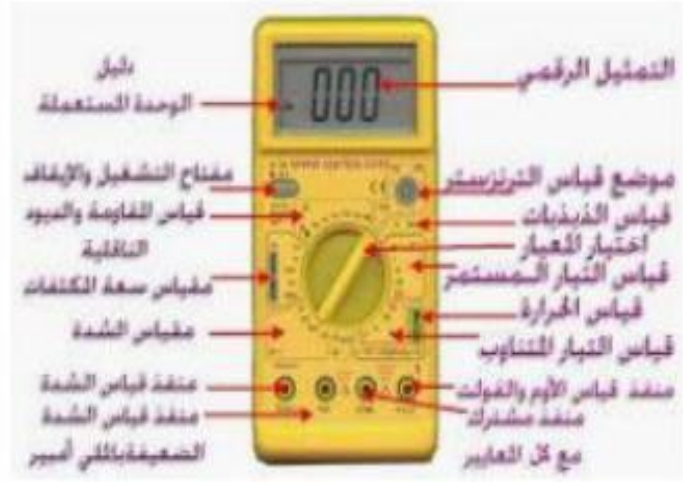 التمثيل الرقمي
دليل
الوحدة المستعملة
000
مفتاح التشغيل والإيقاف
موضع قياس الترنزستر
قياس المقاومة والديود
قياس الذبذبات
الناقلية
اختيار المعيار
قياس التيار المستمر
مقياس سعة المكثفات
قياس الحرارة
مقياس الشدة
قياس التيار المتناوب
منفذ قياس الشدة
منفذ قياس الأوم والفولت
منفذ قياس الشدة
منفذ مشترك
الضعيفة بالملي أمبير
مع كل المعايير